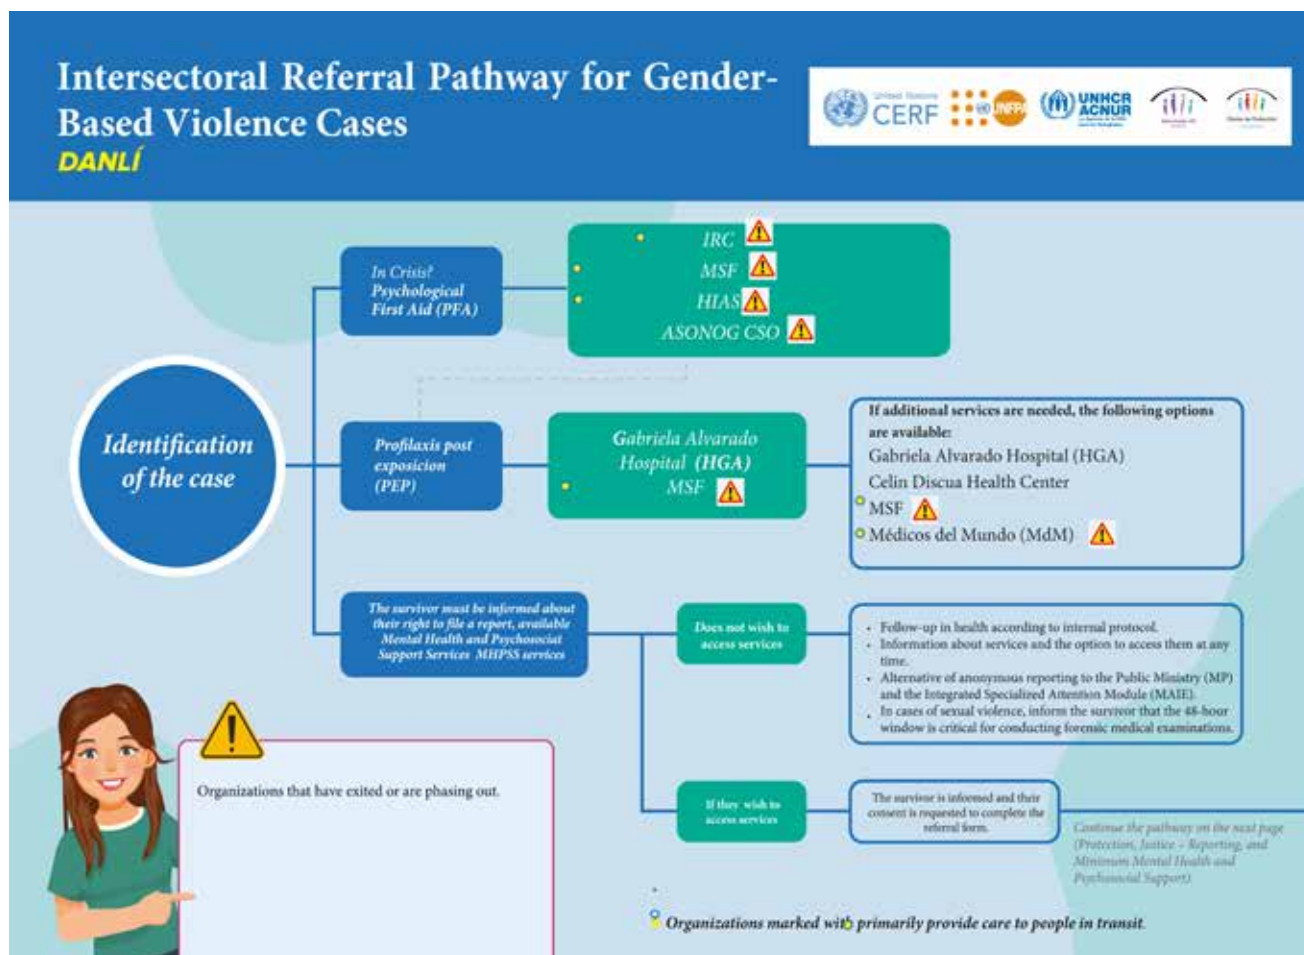 Intersectoral Referral Pathway for Gender-
Based Violence Cases
DANLÍ
United Nations
CERF
UNFPA
UNHCR
ACNUR
In Crisis?
Psychological
First Aid (PFA)
IRC
MSF
HIAS
ASONOG CSO
Identification
of the case
Profilaxis post
exposicion
(PEP)
Gabriela Alvarado
Hospital (HGA)
MSF
If additional services are needed, the following options
are available:
Gabriela Alvarado Hospital (HGA)
Celin Discua Health Center
MSF
Médicos del Mundo (MdM)
The survivor must be informed about
their right to file a report, available
Mental Health and Psychosocial
Support Services MHPSS services
Does not wish to
access services
• Follow-up in health according to internal protocol.
• Information about services and the option to access them at any
time.
• Alternative of anonymous reporting to the Public Ministry (MP)
and the Integrated Specialized Attention Module (MAIE).
• In cases of sexual violence, inform the survivor that the 48-hour
window is critical for conducting forensic medical examinations.
Organizations that have exited or are phasing out.
If they wish to
access services
The survivor is informed and their
consent is requested to complete the
referral form.
Continue the pathway on the next page
(Protection, Justice – Reporting, and
Minimum Mental Health and
Psychosocial Support)
Organizations marked with primarily provide care to people in transit.